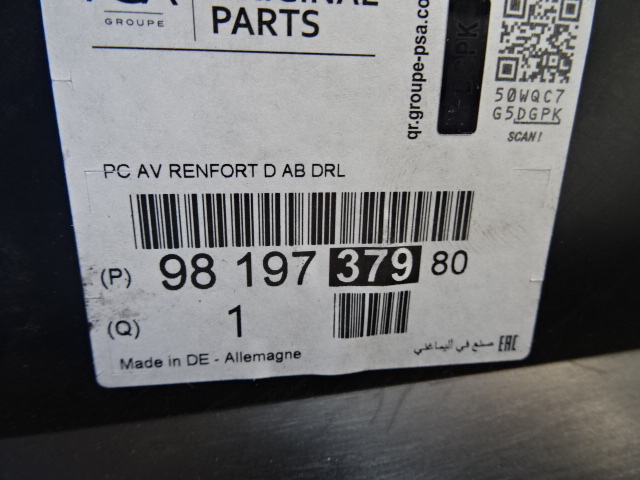 GROUPE
PARTS
qr.groupe-psa.co
50WQC7
G5DGPK
SCAN!
PC AV RENFORT D AB DRL
(P) 98 197 379 80
(Q) 1
Made in DE - Allemagne
صنع في أليماغني EAC